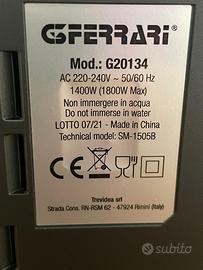 G3FERRARI
Mod.: G20134
AC 220-240V ~ 50/60 Hz
1400W (1800W Max)
Non immergere in acqua
Do not immerse in water
LOTTO 07/21 - Made in China
Technical model: SM-1505B
Trevidea srl
Strada Cons. RN-RSM 62 - 47924 Rimini (Italy)
subito